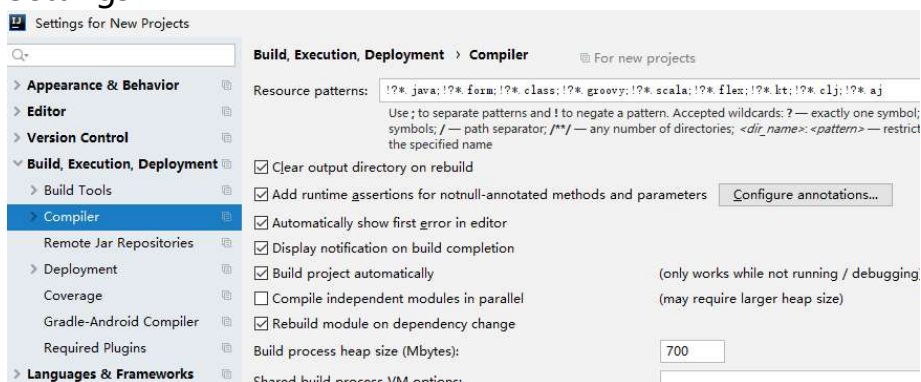 Settings for New Projects
Build, Execution, Deployment › Compiler
For new projects
Appearance & Behavior
Editor
Version Control
Build, Execution, Deployment
Build Tools
Compiler
Remote Jar Repositories
Deployment
Coverage
Gradle-Android Compiler
Required Plugins
Languages & Frameworks
Resource patterns:
!?*.java;!?*.form;!?*.class;!?*.groovy;!?*.scala;!?*.flex;!?*.kt;!?*.clj;!?*.aj
Use ; to separate patterns and ! to negate a pattern. Accepted wildcards: ? — exactly one symbol;
symbols; / — path separator; /**/ — any number of directories; <dir_name>:<pattern> — restrict
the specified name
Clear output directory on rebuild
Add runtime assertions for notnull-annotated methods and parameters
Configure annotations...
Automatically show first error in editor
Display notification on build completion
Build project automatically
(only works while not running / debugging)
Compile independent modules in parallel
(may require larger heap size)
Rebuild module on dependency change
Build process heap size (Mbytes):
700
Shared build process VM options: